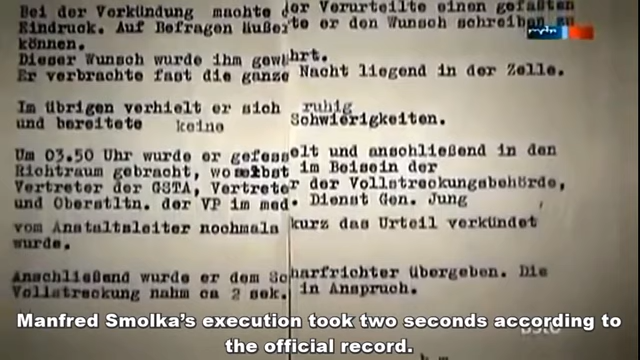 Bei der Verkündung machte der Verurteilte einen gefaßten
Eindruck. Auf Befragen äußerte er den Wunsch schreiben zu
können.
Dieser Wunsch wurde ihm gewährt.
Er verbrachte fast die ganze Nacht liegend in der Zelle.
Im übrigen verhielt er sich ruhig
und bereitete keine Schwierigkeiten.
Um 03.50 Uhr wurde er gefesselt und anschließend in den
Richtraum gebracht, woselbst im Beisein der
Vertreter der GSTA, Vertreter der Vollstreckungsbehörde,
und Oberstltn. der VP im med. Dienst Gen. Jung
vom Anstaltsleiter nochmals kurz das Urteil verkündet
wurde.
Anschließend wurde er dem Scharfrichter übergeben. Die
Vollstreckung nahm ca 2 sek. in Anspruch.
mdr
Manfred Smolka's execution took two seconds according to
the official record.